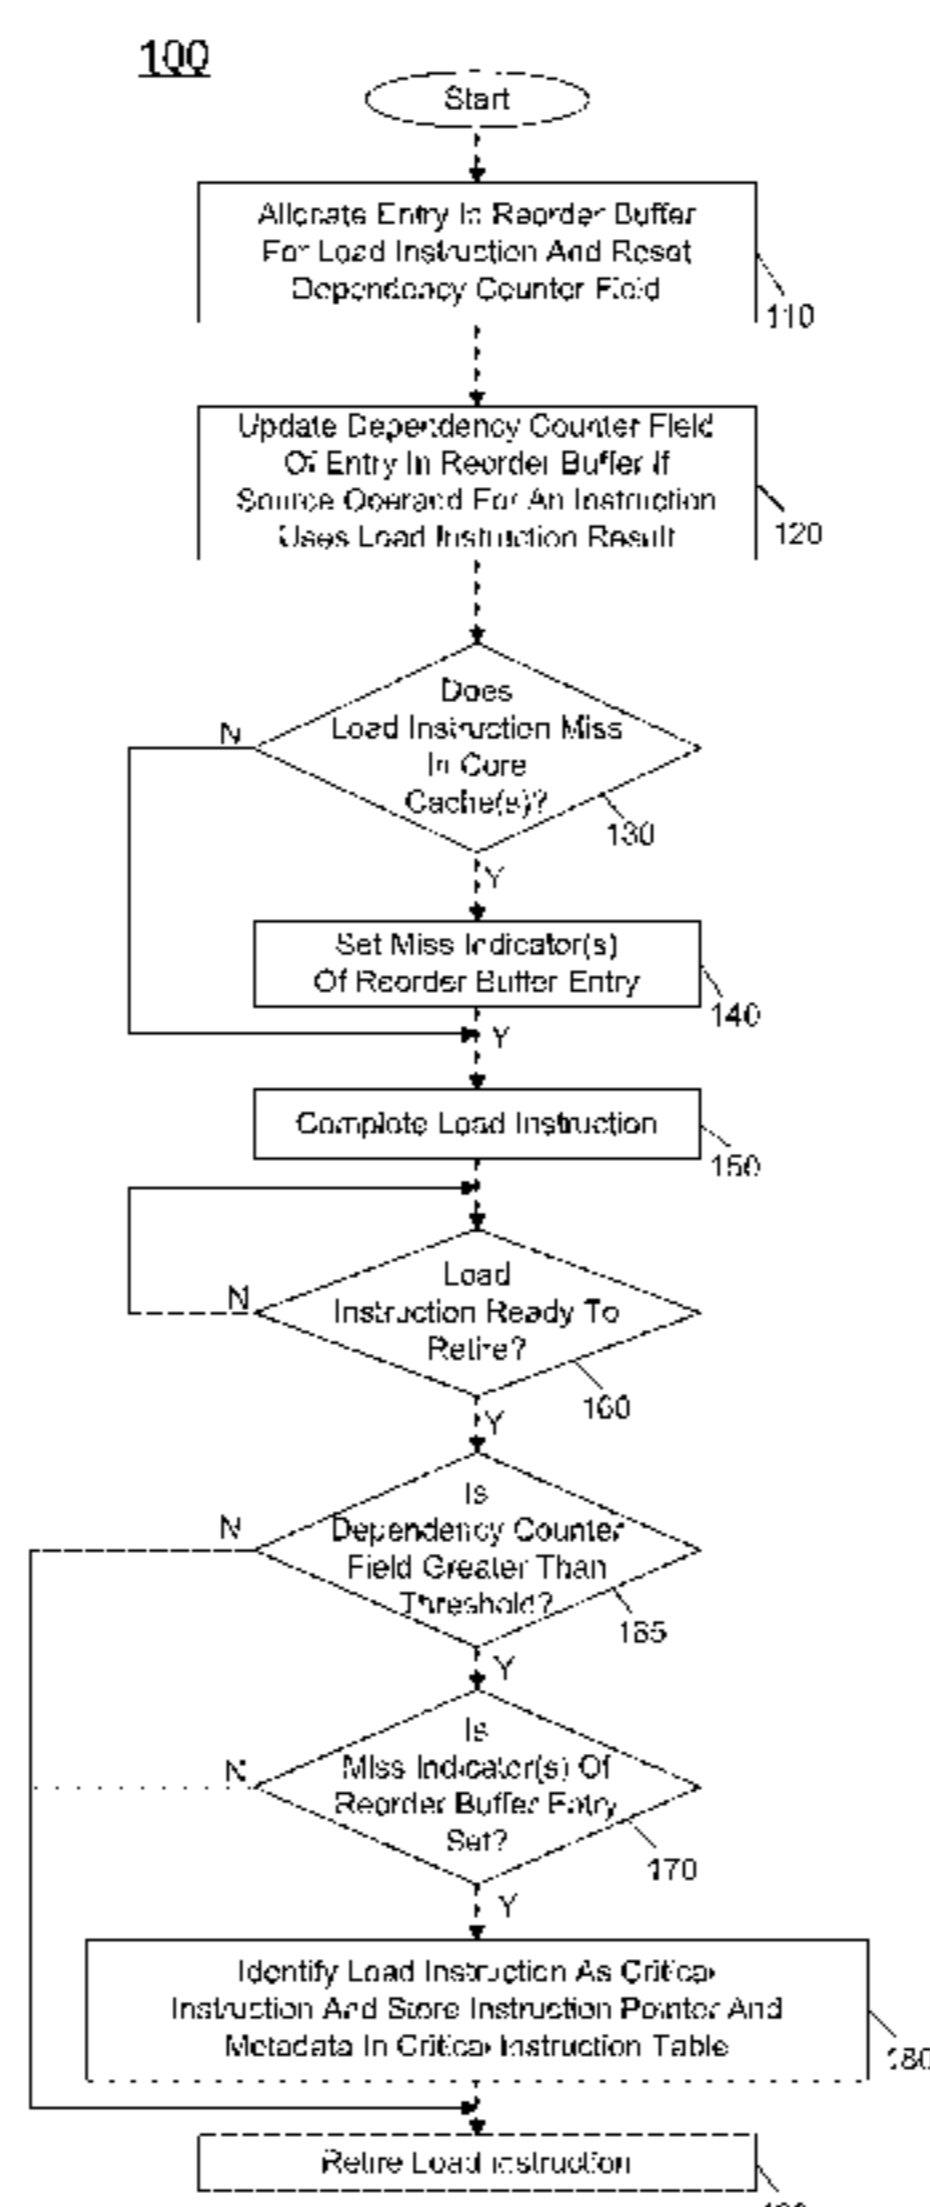 100
Start
Allocate Entry In Reorder Buffer
For Load Instruction And Reset
Dependency Counter Field
110
Update Dependency Counter Field
Of Entry In Reorder Buffer If
Source Operand For An Instruction
Uses Load Instruction Result
120
Does
Load Instruction Miss
In Core
Cache(s)?
N
130
Y
Set Miss Indicator(s)
Of Reorder Buffer Entry
140
Y
Complete Load Instruction
150
Load
Instruction Ready To
Retire?
N
160
Y
Is
Dependency Counter
Field Greater Than
Threshold?
N
165
Y
Is
Miss Indicator(s) Of
Reorder Buffer Entry
Set?
N
170
Y
Identify Load Instruction As Critical
Instruction And Store Instruction Pointer And
Metadata In Critical Instruction Table
180
Retire Load Instruction